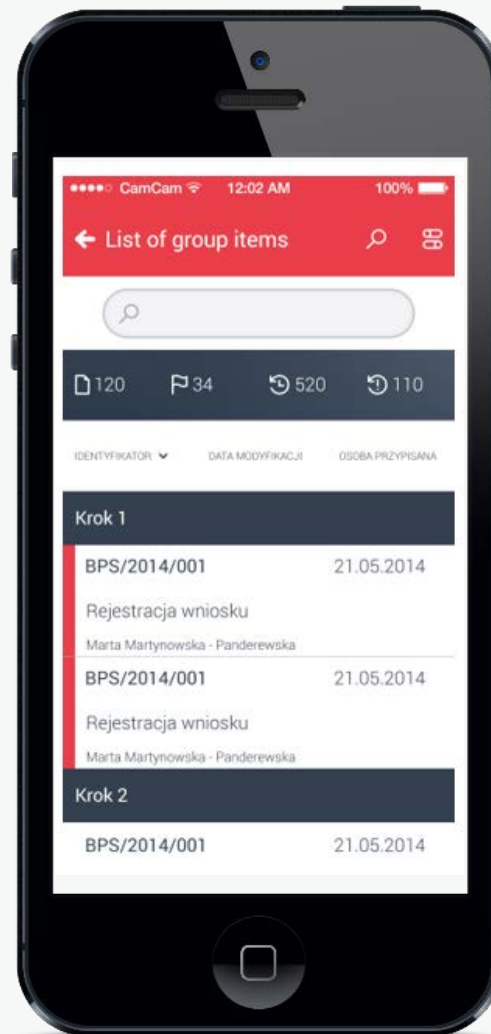 CamCam 12:02 AM 100%
List of group items
120 34 520 110
IDENTYFIKATOR DATA MODYFIKACJI OSOBA PRZYPISANA
Krok 1
BPS/2014/001 21.05.2014
Rejestracja wniosku
Marta Martynowska - Panderewska
BPS/2014/001 21.05.2014
Rejestracja wniosku
Marta Martynowska - Panderewska
Krok 2
BPS/2014/001 21.05.2014